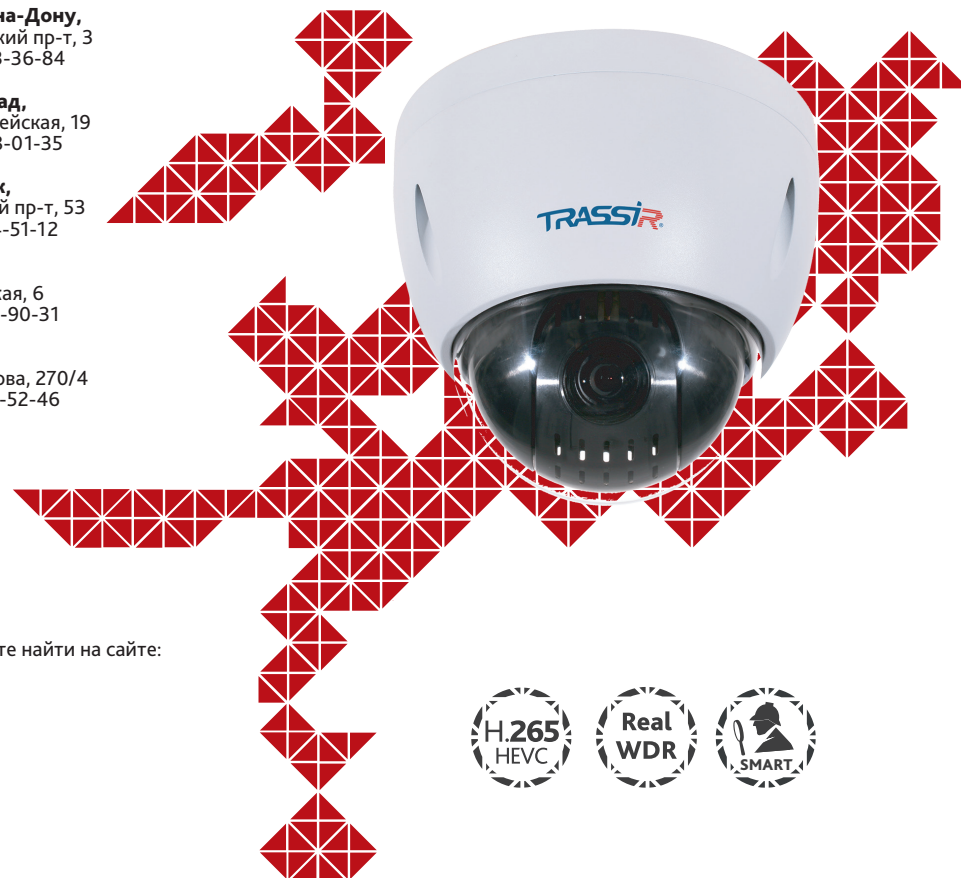 на-Дону,
кий пр-т, 3
3-36-84
ад,
ейская, 19
3-01-35
к,
й пр-т, 53
4-51-12
кая, 6
-90-31
ова, 270/4
-52-46
те найти на сайте:
TRASSIR
H.265
HEVC
Real
WDR
SMART